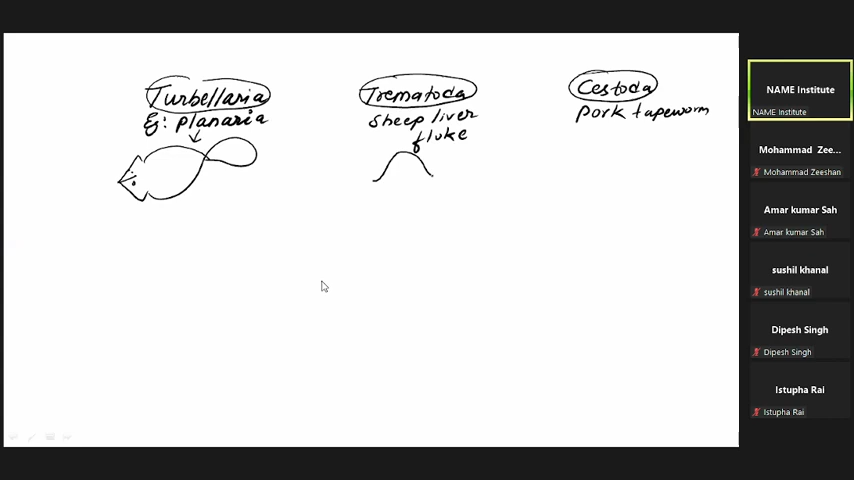 Turbellaria
Eg: planaria
Trematoda
sheep liver
fluke
Cestoda
pork tapeworm
NAME Institute
NAME Institute
Mohammad Zee...
Mohammad Zeeshan
Amar kumar Sah
Amar kumar Sah
sushil khanal
sushil khanal
Dipesh Singh
Dipesh Singh
Istupha Rai
Istupha Rai